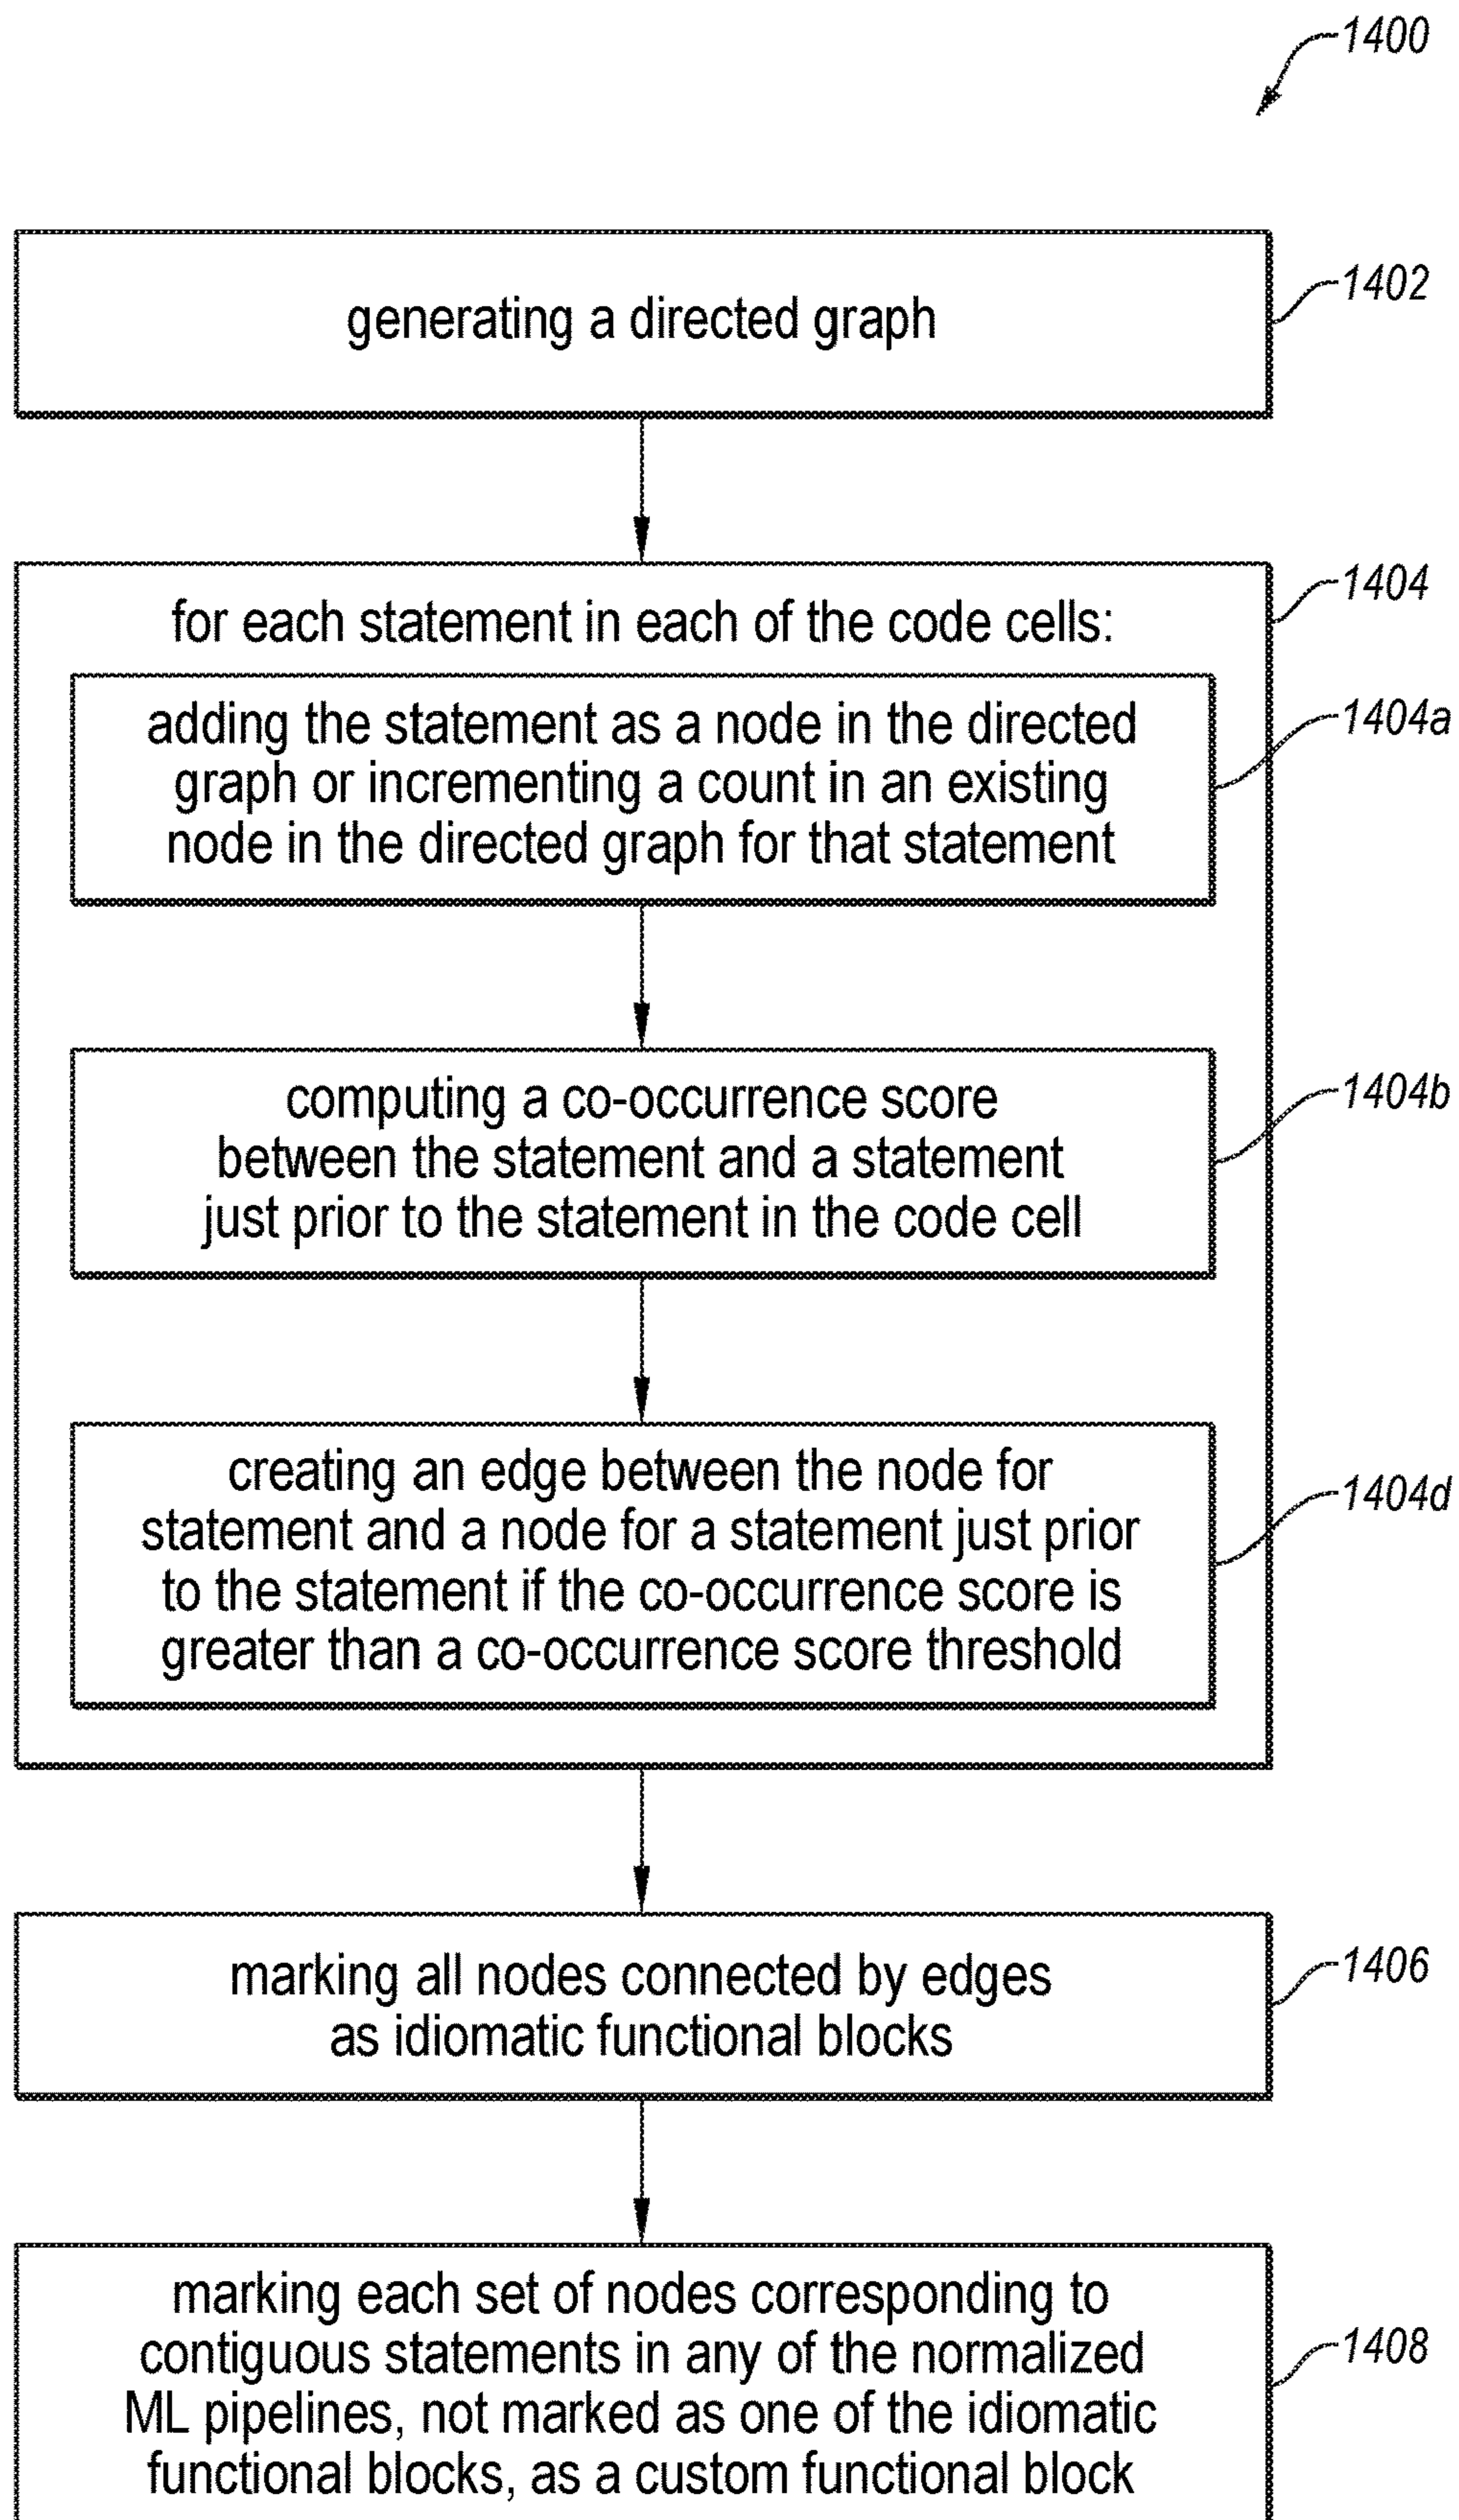 1400
generating a directed graph
1402
for each statement in each of the code cells:
1404
adding the statement as a node in the directed
graph or incrementing a count in an existing
node in the directed graph for that statement
1404a
computing a co-occurrence score
between the statement and a statement
just prior to the statement in the code cell
1404b
creating an edge between the node for
statement and a node for a statement just prior
to the statement if the co-occurrence score is
greater than a co-occurrence score threshold
1404d
marking all nodes connected by edges
as idiomatic functional blocks
1406
marking each set of nodes corresponding to
contiguous statements in any of the normalized
ML pipelines, not marked as one of the idiomatic
functional blocks, as a custom functional block
1408